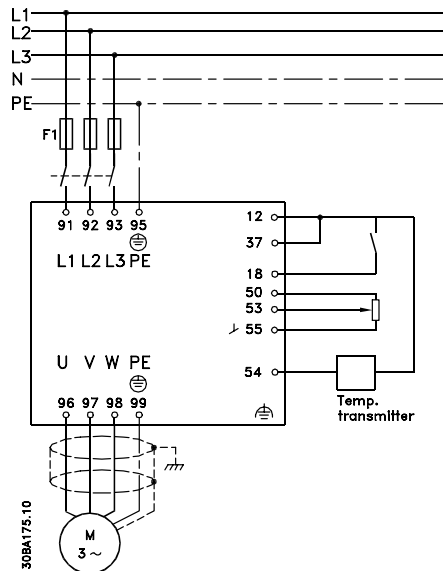 L1
L2
L3
N
PE
F1
91 92 93 95
L1 L2 L3 PE
12
37
18
50
53
55
54
U V W PE
96 97 98 99
Temp.
transmitter
M
3 ~
30BA175.10